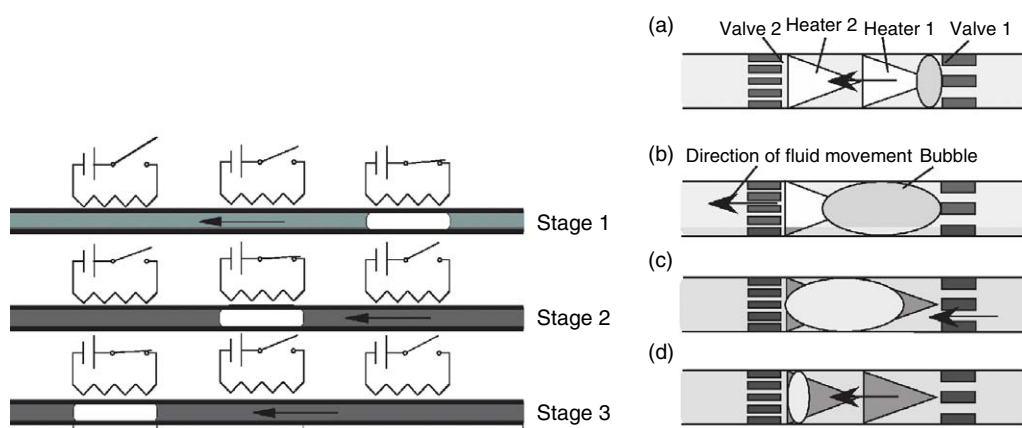 Stage 1
Stage 2
Stage 3
(a)
Valve 2 Heater 2 Heater 1 Valve 1
(b)
Direction of fluid movement Bubble
(c)
(d)